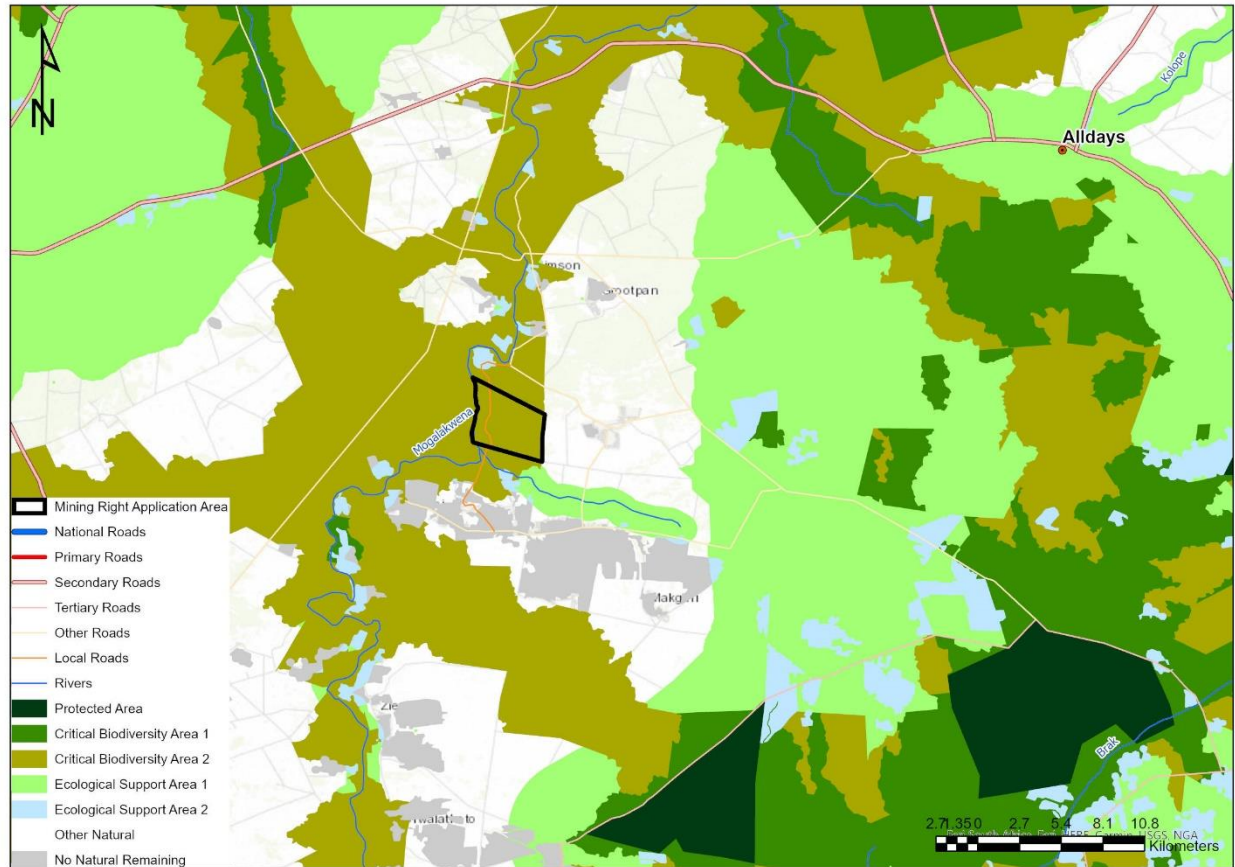 N
Kolope
Alldays
Mogalakwena
Mining Right Application Area
National Roads
Primary Roads
Secondary Roads
Tertiary Roads
Other Roads
Local Roads
Rivers
Protected Area
Critical Biodiversity Area 1
Critical Biodiversity Area 2
Ecological Support Area 1
Ecological Support Area 2
Other Natural
No Natural Remaining
Brak
2.7 1.35 0 2.7 5.4 8.1 10.8
USGS, NGA
Kilometers